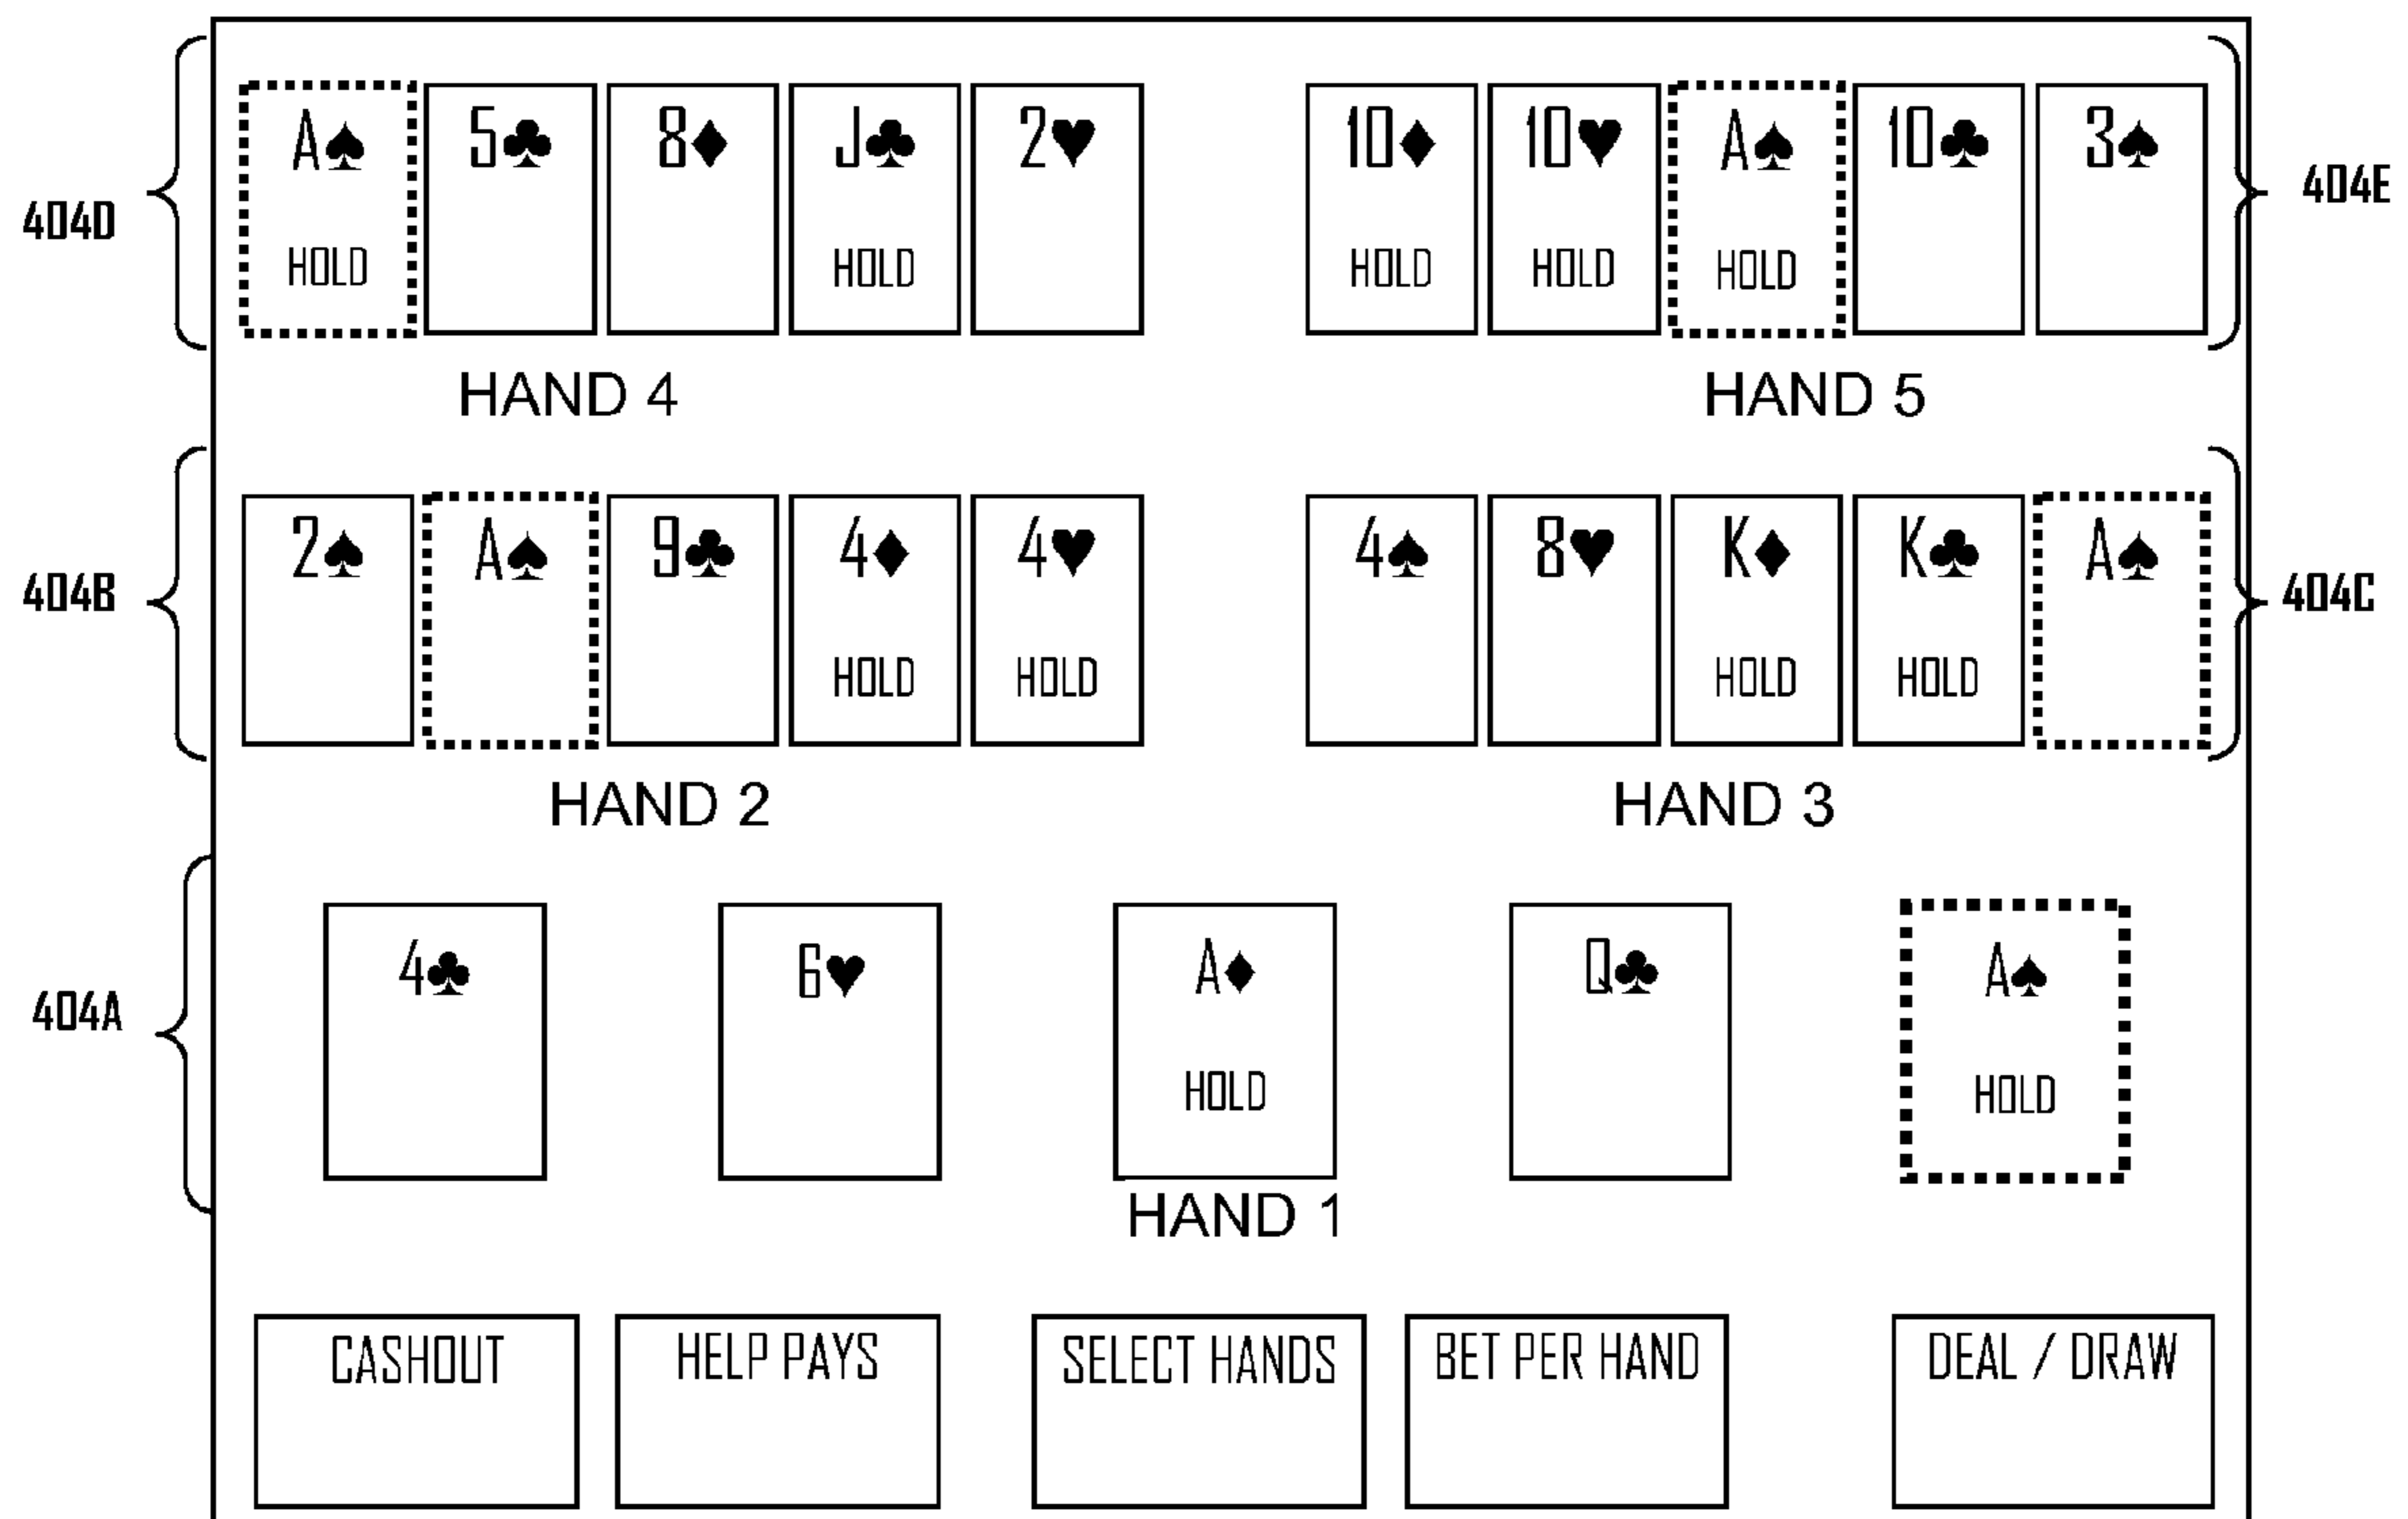 A♠ 5♣ 8♦ J♣ 2♥ 10♦ 10♥ A♠ 10♣ 3♠
404D 404E
HOLD HOLD HOLD HOLD HOLD
HAND 4 HAND 5
2♠ A♠ 9♣ 4♦ 4♥ 4♠ 8♥ K♦ K♣ A♠
404B 404C
HOLD HOLD HOLD HOLD
HAND 2 HAND 3
4♣ 6♥ A♦ Q♣ A♠
404A
HOLD HOLD
HAND 1
CASHOUT HELP PAYS SELECT HANDS BET PER HAND DEAL / DRAW